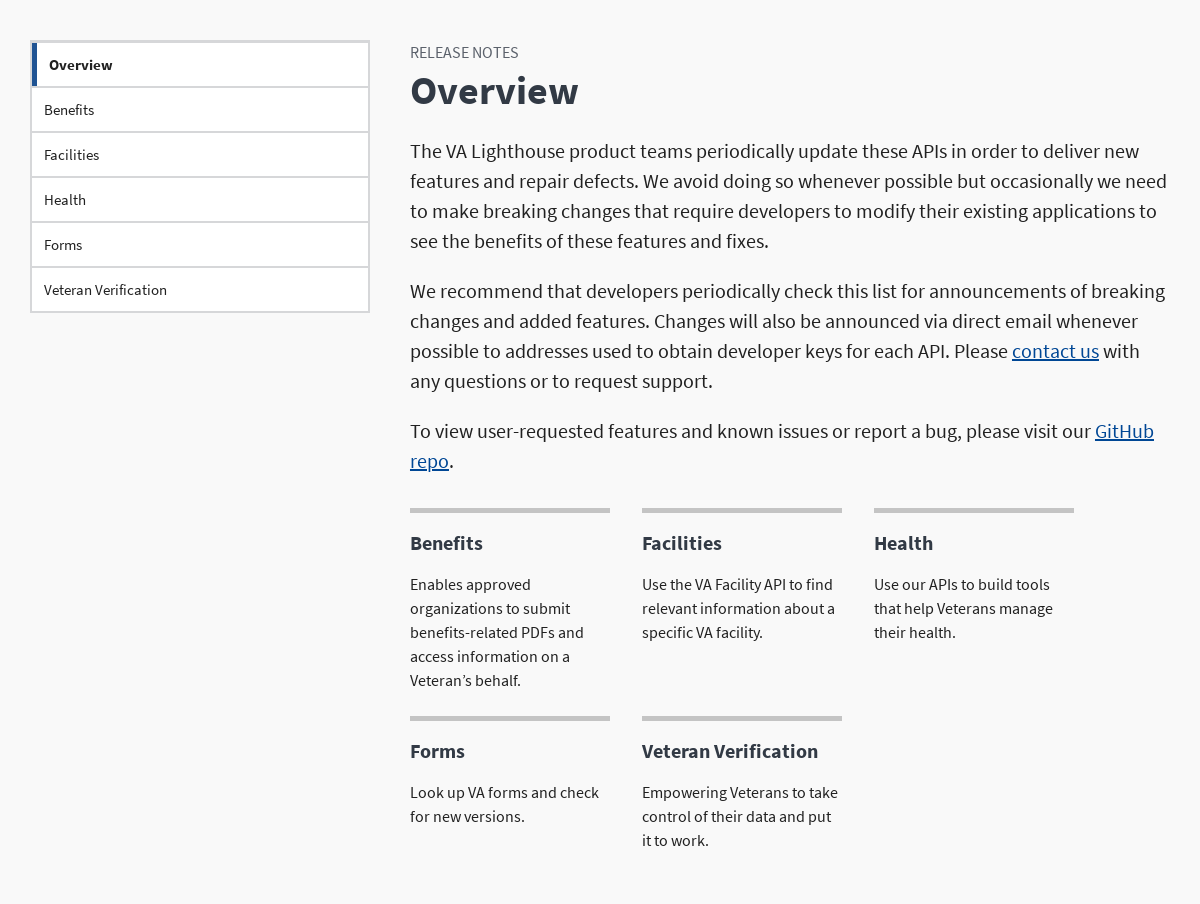 Overview
Benefits
Facilities
Health
Forms
Veteran Verification
RELEASE NOTES
Overview
The VA Lighthouse product teams periodically update these APIs in order to deliver new
features and repair defects. We avoid doing so whenever possible but occasionally we need
to make breaking changes that require developers to modify their existing applications to
see the benefits of these features and fixes.
We recommend that developers periodically check this list for announcements of breaking
changes and added features. Changes will also be announced via direct email whenever
possible to addresses used to obtain developer keys for each API. Please contact us with
any questions or to request support.
To view user-requested features and known issues or report a bug, please visit our GitHub
repo.
Benefits
Enables approved
organizations to submit
benefits-related PDFs and
access information on a
Veteran’s behalf.
Facilities
Use the VA Facility API to find
relevant information about a
specific VA facility.
Health
Use our APIs to build tools
that help Veterans manage
their health.
Forms
Look up VA forms and check
for new versions.
Veteran Verification
Empowering Veterans to take
control of their data and put
it to work.